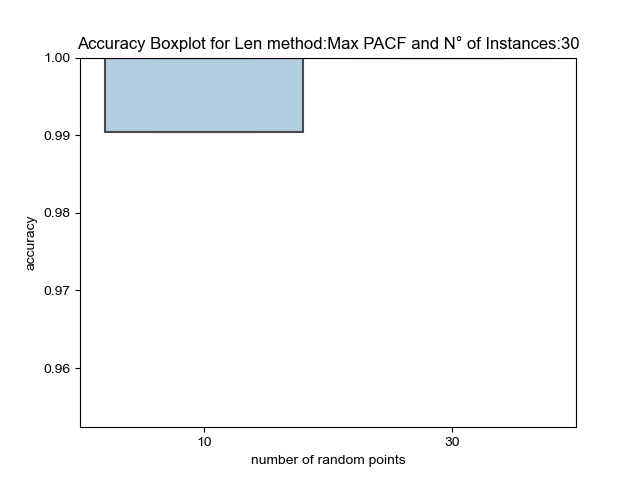 Accuracy Boxplot for Len method:Max PACF and N° of Instances:30
1.00
0.99
0.98
0.97
0.96
accuracy
10
30
number of random points